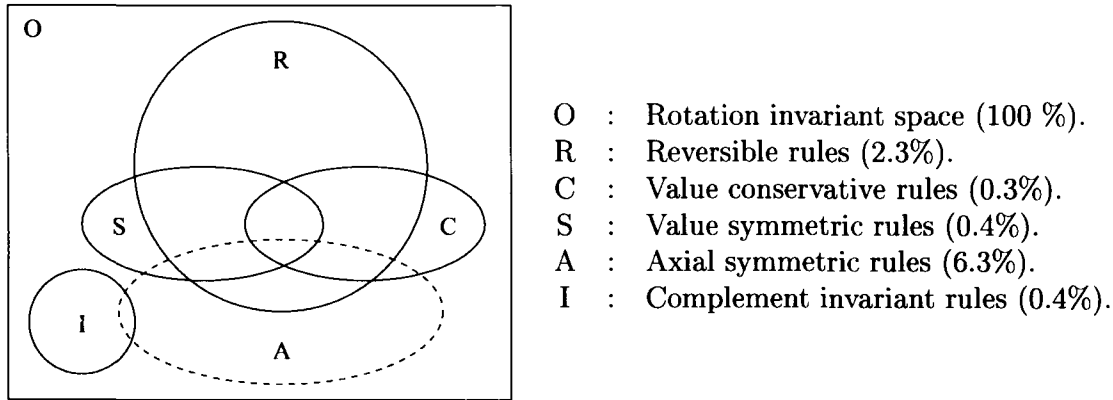 O
R
S
C
I
A
O : Rotation invariant space (100 %).
R : Reversible rules (2.3%).
C : Value conservative rules (0.3%).
S : Value symmetric rules (0.4%).
A : Axial symmetric rules (6.3%).
I : Complement invariant rules (0.4%).